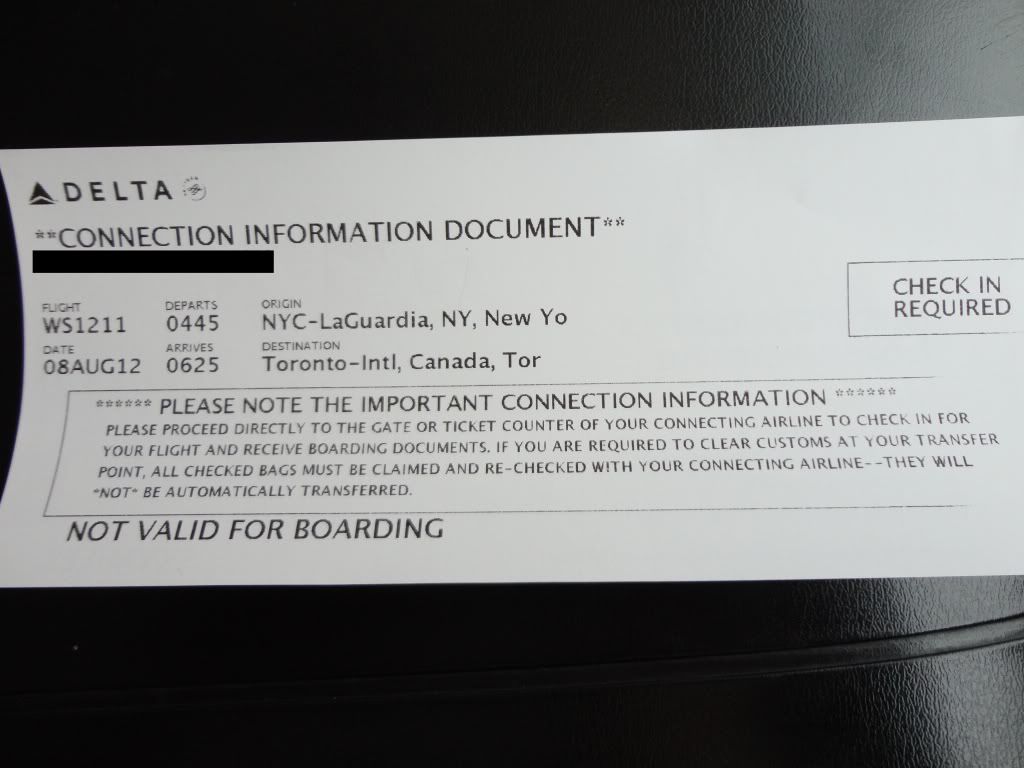 DELTA
**CONNECTION INFORMATION DOCUMENT**
CHECK IN
REQUIRED
FLIGHT DEPARTS ORIGIN
WS1211 0445 NYC-LaGuardia, NY, New Yo
DATE ARRIVES DESTINATION
08AUG12 0625 Toronto-Intl, Canada, Tor
****** PLEASE NOTE THE IMPORTANT CONNECTION INFORMATION ******
PLEASE PROCEED DIRECTLY TO THE GATE OR TICKET COUNTER OF YOUR CONNECTING AIRLINE TO CHECK IN FOR
YOUR FLIGHT AND RECEIVE BOARDING DOCUMENTS. IF YOU ARE REQUIRED TO CLEAR CUSTOMS AT YOUR TRANSFER
POINT, ALL CHECKED BAGS MUST BE CLAIMED AND RE-CHECKED WITH YOUR CONNECTING AIRLINE--THEY WILL
*NOT* BE AUTOMATICALLY TRANSFERRED.
NOT VALID FOR BOARDING